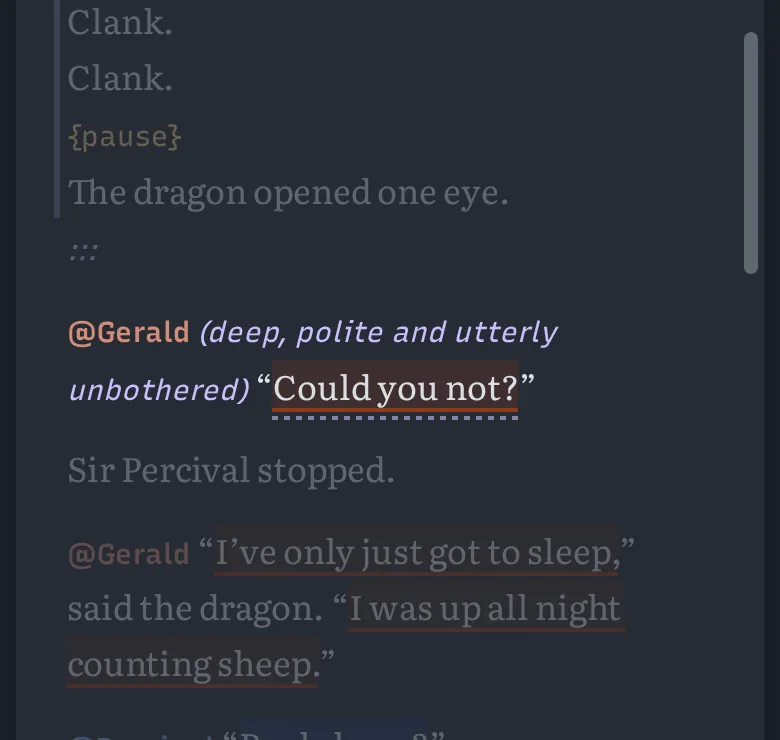 Clank.
Clank.
{pause}
The dragon opened one eye.
:::
@Gerald (deep, polite and utterly
unbothered) “Could you not?”
Sir Percival stopped.
@Gerald “I’ve only just got to sleep,”
said the dragon. “I was up all night
counting sheep.”